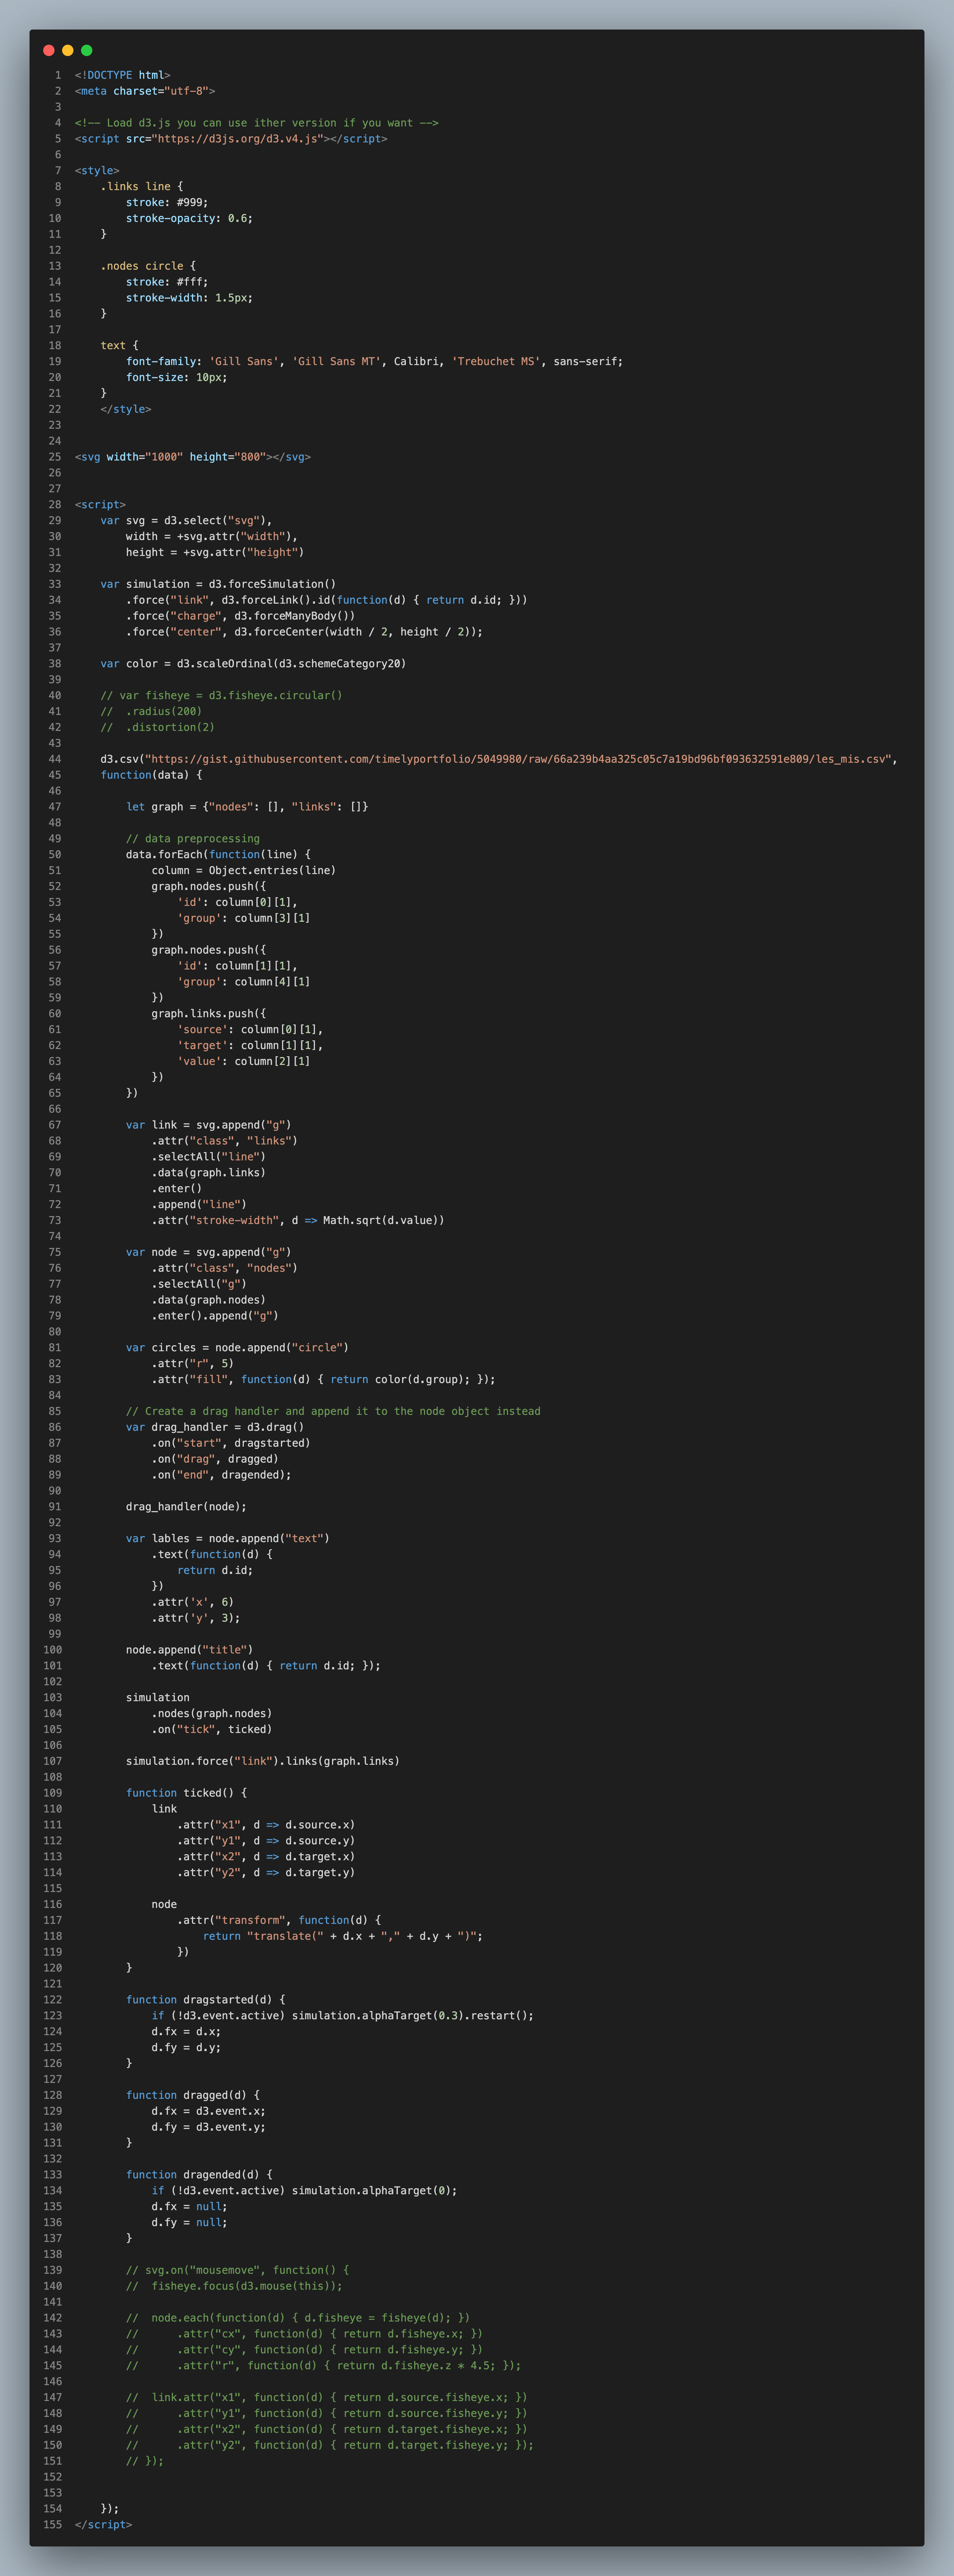 1 <!DOCTYPE html>
2 <meta charset="utf-8">
3
4 <!-- Load d3.js you can use ither version if you want -->
5 <script src="https://d3js.org/d3.v4.js"></script>
6
7 <style>
8     .links line {
9         stroke: #999;
10         stroke-opacity: 0.6;
11     }
12
13     .nodes circle {
14         stroke: #fff;
15         stroke-width: 1.5px;
16     }
17
18     text {
19         font-family: 'Gill Sans', 'Gill Sans MT', Calibri, 'Trebuchet MS', sans-serif;
20         font-size: 10px;
21     }
22     </style>
23
24
25 <svg width="1000" height="800"></svg>
26
27
28 <script>
29     var svg = d3.select("svg"),
30         width = +svg.attr("width"),
31         height = +svg.attr("height")
32
33     var simulation = d3.forceSimulation()
34         .force("link", d3.forceLink().id(function(d) { return d.id; }))
35         .force("charge", d3.forceManyBody())
36         .force("center", d3.forceCenter(width / 2, height / 2));
37
38     var color = d3.scaleOrdinal(d3.schemeCategory20)
39
40     // var fisheye = d3.fisheye.circular()
41     //  .radius(200)
42     //  .distortion(2)
43
44     d3.csv("https://gist.githubusercontent.com/timelyportfolio/5049980/raw/66a239b4aa325c05c7a19bd96bf093632591e809/les_mis.csv",
45     function(data) {
46
47         let graph = {"nodes": [], "links": []}
48
49         // data preprocessing
50         data.forEach(function(line) {
51             column = Object.entries(line)
52             graph.nodes.push({
53                 'id': column[0][1],
54                 'group': column[3][1]
55             })
56             graph.nodes.push({
57                 'id': column[1][1],
58                 'group': column[4][1]
59             })
60             graph.links.push({
61                 'source': column[0][1],
62                 'target': column[1][1],
63                 'value': column[2][1]
64             })
65         })
66
67         var link = svg.append("g")
68             .attr("class", "links")
69             .selectAll("line")
70             .data(graph.links)
71             .enter()
72             .append("line")
73             .attr("stroke-width", d => Math.sqrt(d.value))
74
75         var node = svg.append("g")
76             .attr("class", "nodes")
77             .selectAll("g")
78             .data(graph.nodes)
79             .enter().append("g")
80
81         var circles = node.append("circle")
82             .attr("r", 5)
83             .attr("fill", function(d) { return color(d.group); });
84
85         // Create a drag handler and append it to the node object instead
86         var drag_handler = d3.drag()
87             .on("start", dragstarted)
88             .on("drag", dragged)
89             .on("end", dragended);
90
91         drag_handler(node);
92
93         var lables = node.append("text")
94             .text(function(d) {
95                 return d.id;
96             })
97             .attr('x', 6)
98             .attr('y', 3);
99
100         node.append("title")
101             .text(function(d) { return d.id; });
102
103         simulation
104             .nodes(graph.nodes)
105             .on("tick", ticked)
106
107         simulation.force("link").links(graph.links)
108
109         function ticked() {
110             link
111                 .attr("x1", d => d.source.x)
112                 .attr("y1", d => d.source.y)
113                 .attr("x2", d => d.target.x)
114                 .attr("y2", d => d.target.y)
115
116             node
117                 .attr("transform", function(d) {
118                     return "translate(" + d.x + "," + d.y + ")";
119                 })
120         }
121
122         function dragstarted(d) {
123             if (!d3.event.active) simulation.alphaTarget(0.3).restart();
124             d.fx = d.x;
125             d.fy = d.y;
126         }
127
128         function dragged(d) {
129             d.fx = d3.event.x;
130             d.fy = d3.event.y;
131         }
132
133         function dragended(d) {
134             if (!d3.event.active) simulation.alphaTarget(0);
135             d.fx = null;
136             d.fy = null;
137         }
138
139         // svg.on("mousemove", function() {
140         //  fisheye.focus(d3.mouse(this));
141
142         //  node.each(function(d) { d.fisheye = fisheye(d); })
143         //      .attr("cx", function(d) { return d.fisheye.x; })
144         //      .attr("cy", function(d) { return d.fisheye.y; })
145         //      .attr("r", function(d) { return d.fisheye.z * 4.5; });
146
147         //  link.attr("x1", function(d) { return d.source.fisheye.x; })
148         //      .attr("y1", function(d) { return d.source.fisheye.y; })
149         //      .attr("x2", function(d) { return d.target.fisheye.x; })
150         //      .attr("y2", function(d) { return d.target.fisheye.y; });
151         // });
152
153
154     });
155 </script>